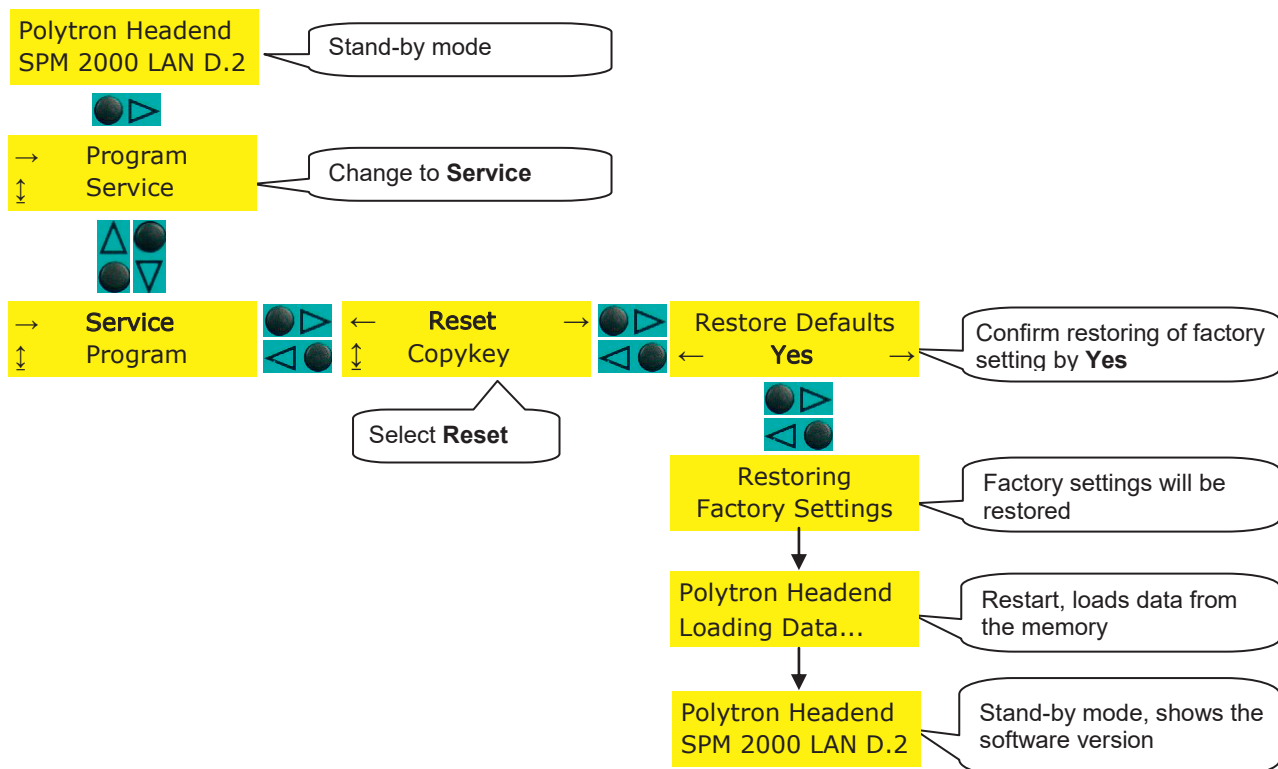 Polytron Headend
SPM 2000 LAN D.2
Stand-by mode
→ Program
↨ Service
Change to Service
→ Service
↨ Program
← Reset →
↨ Copykey
Select Reset
Restore Defaults
← Yes →
Confirm restoring of factory
setting by Yes
Restoring
Factory Settings
Factory settings will be
restored
Polytron Headend
Loading Data...
Restart, loads data from
the memory
Polytron Headend
SPM 2000 LAN D.2
Stand-by mode, shows the
software version